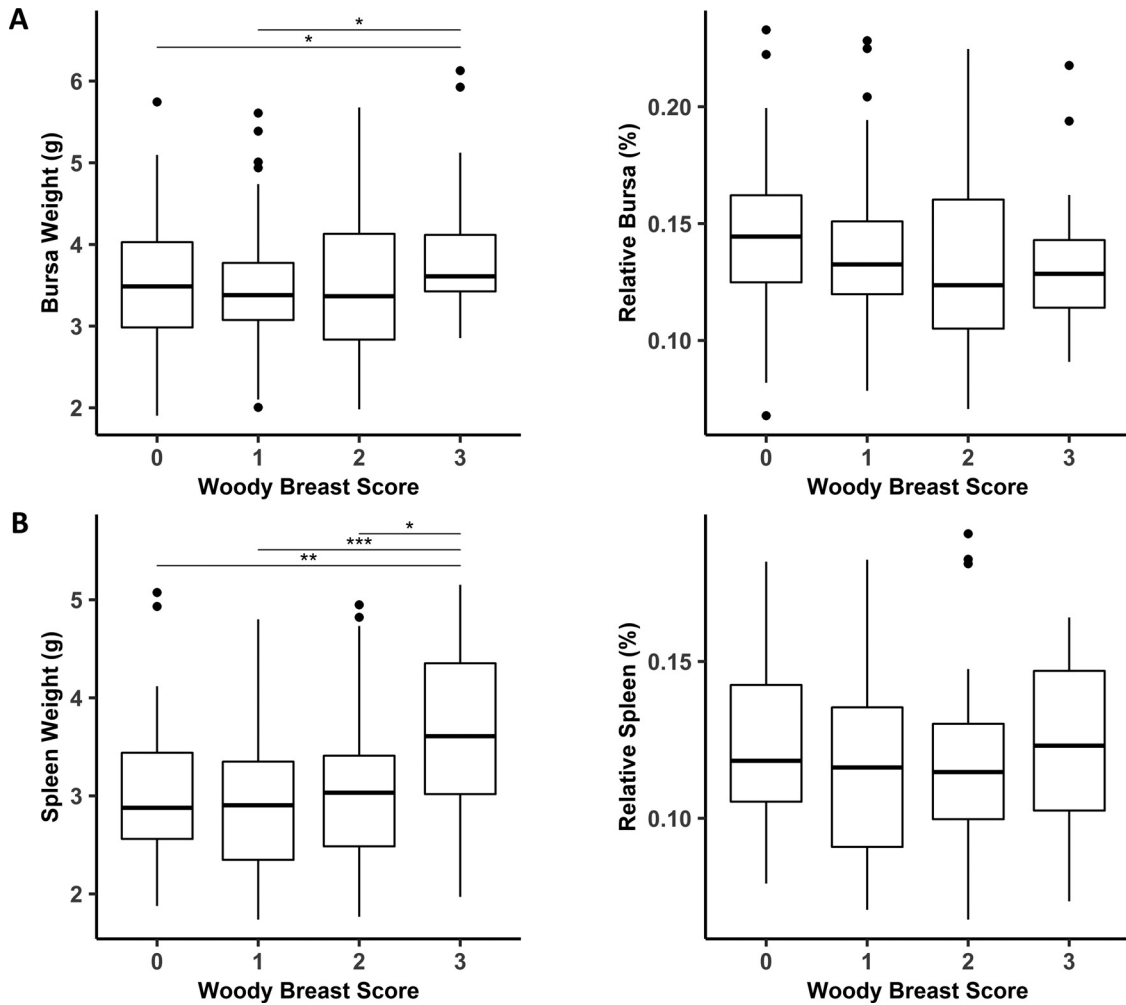 A
*
*
Bursa Weight (g)
6
5
4
3
2
0 1 2 3
Woody Breast Score
Relative Bursa (%)
0.20
0.15
0.10
0 1 2 3
Woody Breast Score
B
*
***
**
Spleen Weight (g)
5
4
3
2
0 1 2 3
Woody Breast Score
Relative Spleen (%)
0.15
0.10
0 1 2 3
Woody Breast Score